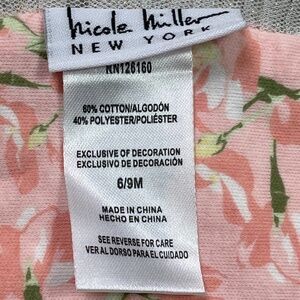 nicole miller
NEW YORK
RN126160
60% COTTON/ALGODÓN
40% POLYESTER/POLIÉSTER
EXCLUSIVE OF DECORATION
EXCLUSIVO DE DECORACIÓN
6/9M
MADE IN CHINA
HECHO EN CHINA
SEE REVERSE FOR CARE
VER AL DORSO PARA EL CUIDADO